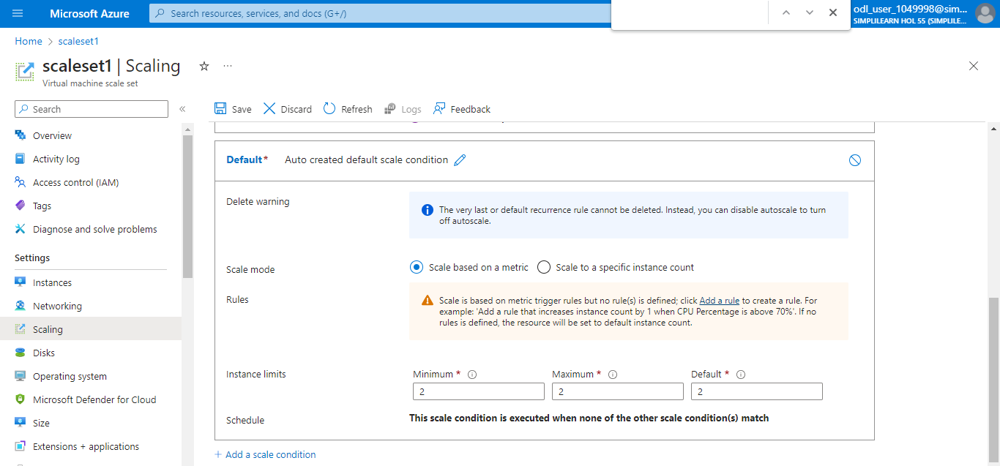 Microsoft Azure
Search resources, services, and docs (G+/)
odl_user_1049998@sim...
SIMPLILEARN HOL 55 (SIMPLILE...
Home > scaleset1
scaleset1 | Scaling
Virtual machine scale set
Search
Save
Discard
Refresh
Logs
Feedback
Overview
Activity log
Access control (IAM)
Tags
Diagnose and solve problems
Settings
Instances
Networking
Scaling
Disks
Operating system
Microsoft Defender for Cloud
Size
Extensions + applications
Default* Auto created default scale condition
Delete warning
The very last or default recurrence rule cannot be deleted. Instead, you can disable autoscale to turn
off autoscale.
Scale mode
Scale based on a metric
Scale to a specific instance count
Rules
Scale is based on metric trigger rules but no rule(s) is defined; click Add a rule to create a rule. For
example: 'Add a rule that increases instance count by 1 when CPU Percentage is above 70%'. If no
rules is defined, the resource will be set to default instance count.
Instance limits
Minimum *
Maximum *
Default *
2
2
2
Schedule
This scale condition is executed when none of the other scale condition(s) match
+ Add a scale condition